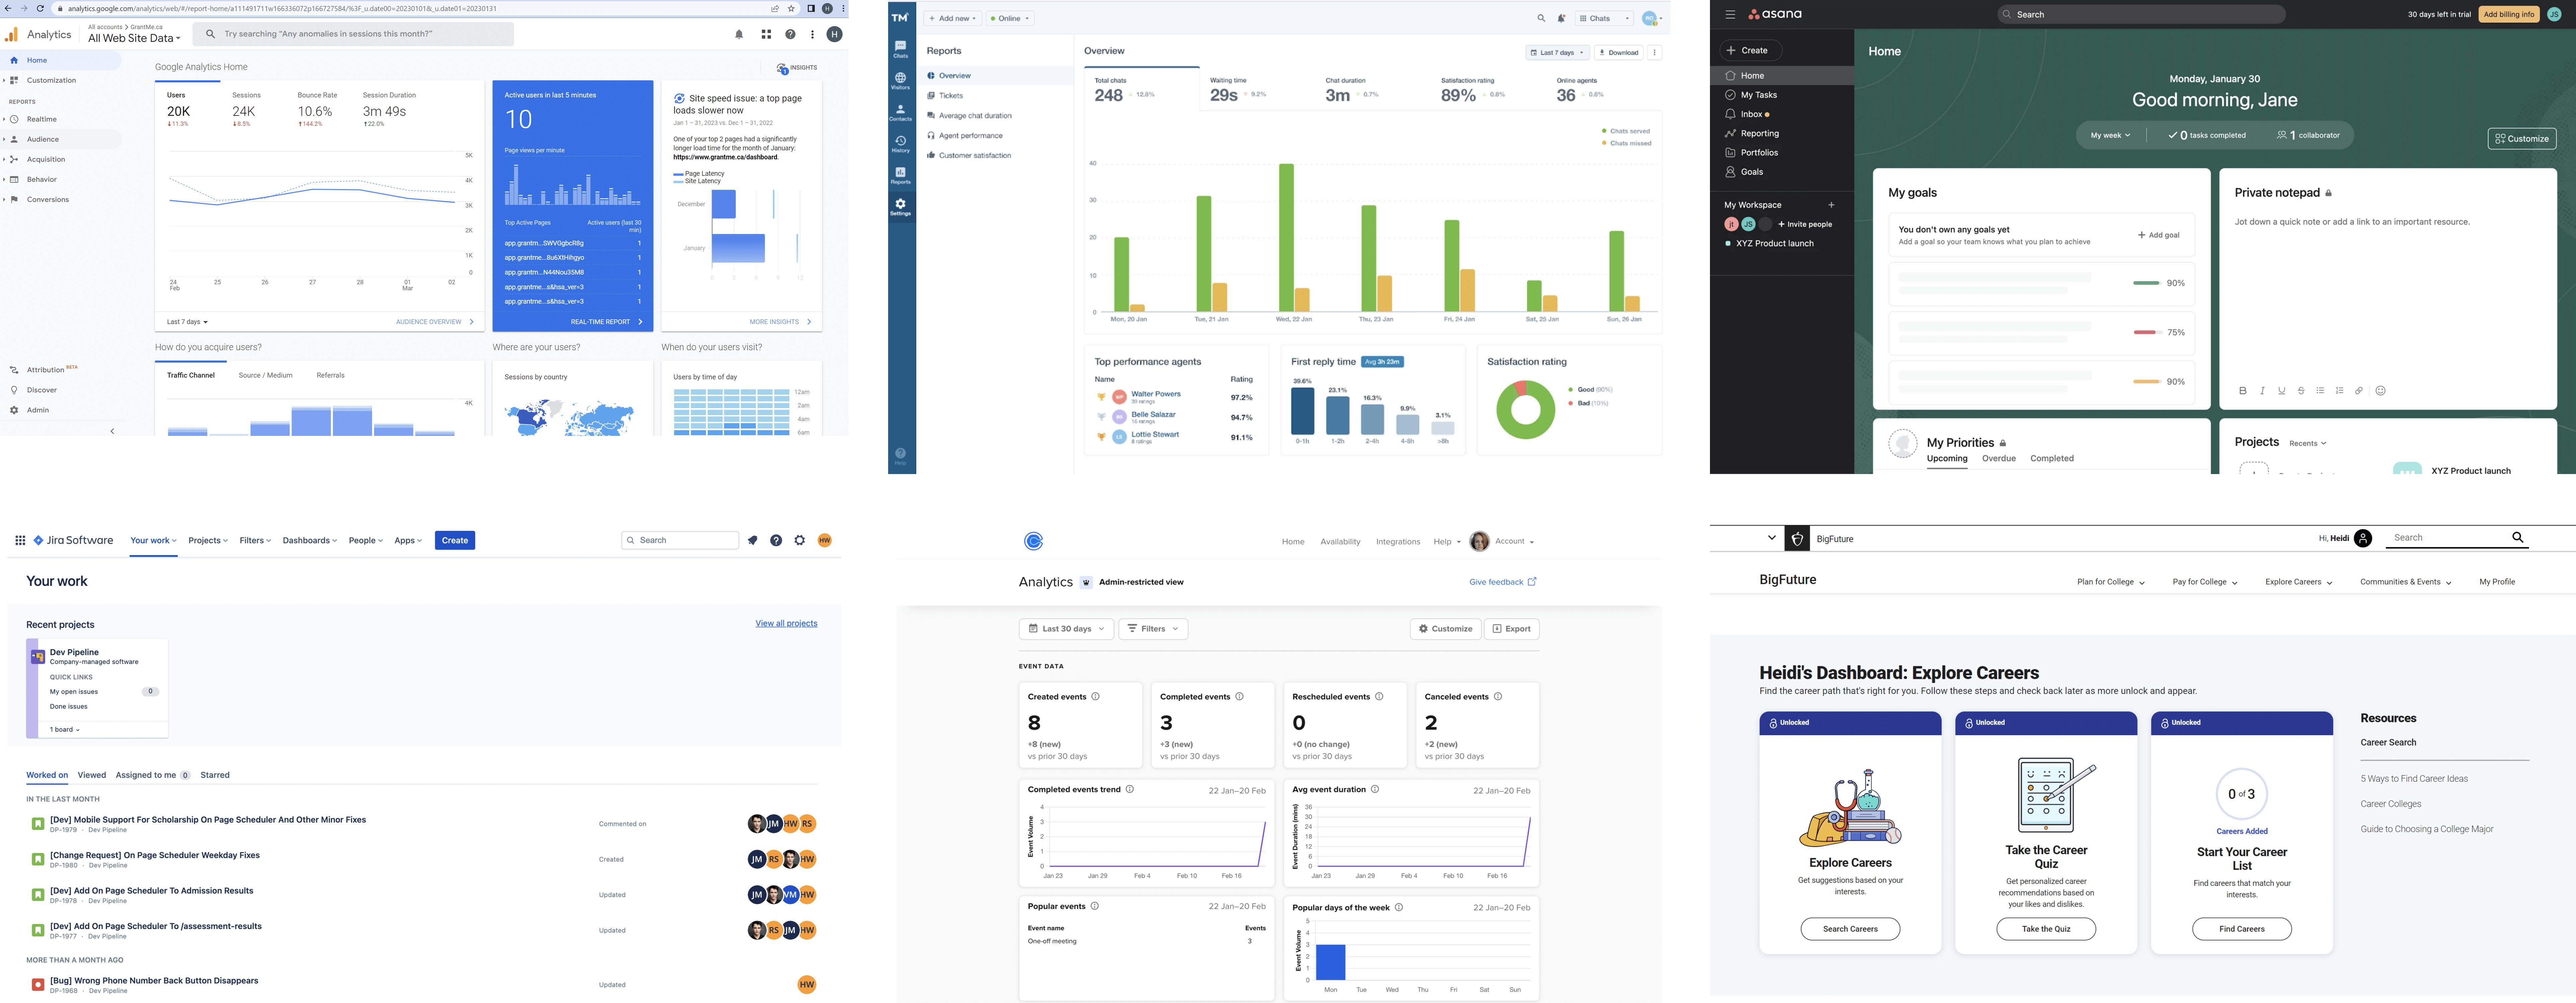 analytics.google.com/analytics/web/#/report-home/a111491711w166336072p166727584/%3F_u.date00=20230101&_u.date01=20230131
Analytics
All accounts > GrantMe.ca
All Web Site Data
Try searching "Any anomalies in sessions this month?"
Home
Customization
REPORTS
Realtime
Audience
Acquisition
Behavior
Conversions
Attribution BETA
Discover
Admin
Google Analytics Home
INSIGHTS
Users
20K
11.3%
Sessions
24K
8.5%
Bounce Rate
10.6%
144.2%
Session Duration
3m 49s
22.0%
5K
4K
3K
2K
1K
0
24 Feb
25
26
27
28
01 Mar
02
Last 7 days
AUDIENCE OVERVIEW
Active users in last 5 minutes
10
Page views per minute
Top Active Pages
Active users (last 30 min)
app.grantm...SWVGgbcR8g 1
app.grantm...8u6XtHihgyo 1
app.grantm...N44Nou35M8 1
app.grantme...s&hsa_ver=3 1
app.grantme...s&hsa_ver=3 1
REAL-TIME REPORT
Site speed issue: a top page
loads slower now
Jan 1 – 31, 2023 vs. Dec 1 – 31, 2022
One of your top 2 pages had a significantly
longer load time for the month of January:
https://www.grantme.ca/dashboard.
Page Latency
Site Latency
December
January
MORE INSIGHTS
How do you acquire users?
Where are your users?
When do your users visit?
Traffic Channel
Source / Medium
Referrals
4K
Sessions by country
Users by time of day
12am
2am
4am
6am
TM
Chats
Visitors
Contacts
History
Reports
Settings
Help
Add new
Online
Chats
Reports
Overview
Tickets
Average chat duration
Agent performance
Customer satisfaction
Overview
Last 7 days
Download
Total chats
248 12.8%
Waiting time
29s 9.2%
Chat duration
3m 6.7%
Satisfaction rating
89% 0.8%
Online agents
36 0.8%
Chats served
Chats missed
40
30
20
10
0
Mon, 20 Jan
Tue, 21 Jan
Wed, 22 Jan
Thu, 23 Jan
Fri, 24 Jan
Sat, 25 Jan
Sun, 26 Jan
Top performance agents
Name Rating
Walter Powers 97.2%
Belle Salazar 94.7%
Lottie Stewart 91.1%
First reply time Avg 3h 23m
39.6%
23.1%
16.3%
9.9%
3.1%
0-1h
1-2h
2-4h
4-8h
>8h
Satisfaction rating
Good (90%)
Bad (10%)
asana
Search
30 days left in trial
Add billing info
JS
Create
Home
My Tasks
Inbox
Reporting
Portfolios
Goals
My Workspace
jt
JS
Invite people
XYZ Product launch
Home
Monday, January 30
Good morning, Jane
My week
0 tasks completed
1 collaborator
Customize
My goals
You don't own any goals yet
Add a goal so your team knows what you plan to achieve
Add goal
90%
75%
90%
Private notepad
Jot down a quick note or add a link to an important resource.
My Priorities
Upcoming
Overdue
Completed
Projects
Recents
XYZ Product launch
Jira Software
Your work
Projects
Filters
Dashboards
People
Apps
Create
Search
HW
Your work
Recent projects
View all projects
Dev Pipeline
Company-managed software
QUICK LINKS
My open issues 0
Done issues
1 board
Worked on
Viewed
Assigned to me 0
Starred
IN THE LAST MONTH
[Dev] Mobile Support For Scholarship On Page Scheduler And Other Minor Fixes
DP-1979 · Dev Pipeline
Commented on
JM HW RS
[Change Request] On Page Scheduler Weekday Fixes
DP-1980 · Dev Pipeline
Created
JM RS HW
[Dev] Add On Page Scheduler To Admission Results
DP-1978 · Dev Pipeline
Updated
JM VM HW
[Dev] Add On Page Scheduler To /assessment-results
DP-1977 · Dev Pipeline
Updated
RS JM HW
MORE THAN A MONTH AGO
[Bug] Wrong Phone Number Back Button Disappears
DP-1968 · Dev Pipeline
Updated
HW
Home
Availability
Integrations
Help
Account
Analytics
Admin-restricted view
Give feedback
Last 30 days
Filters
Customize
Export
EVENT DATA
Created events
8
+8 (new)
vs prior 30 days
Completed events
3
+3 (new)
vs prior 30 days
Rescheduled events
0
+0 (no change)
vs prior 30 days
Canceled events
2
+2 (new)
vs prior 30 days
Completed events trend
22 Jan–20 Feb
Event Volume
4
3
2
1
0
Jan 23
Jan 29
Feb 4
Feb 10
Feb 16
Avg event duration
22 Jan–20 Feb
Event Duration (mins)
36
30
24
18
12
6
0
Jan 23
Jan 29
Feb 4
Feb 10
Feb 16
Popular events
22 Jan–20 Feb
Event name Events
One-off meeting 3
Popular days of the week
22 Jan–20 Feb
Event Volume
5
4
3
2
1
0
Mon
Tue
Wed
Thu
Fri
Sat
Sun
BigFuture
Hi, Heidi
Search
BigFuture
Plan for College
Pay for College
Explore Careers
Communities & Events
My Profile
Heidi's Dashboard: Explore Careers
Find the career path that's right for you. Follow these steps and check back later as more unlock and appear.
Unlocked
Explore Careers
Get suggestions based on your
interests.
Search Careers
Unlocked
Take the Career
Quiz
Get personalized career
recommendations based on
your likes and dislikes.
Take the Quiz
Unlocked
0 of 3
Careers Added
Start Your Career
List
Find careers that match your
interests.
Find Careers
Resources
Career Search
5 Ways to Find Career Ideas
Career Colleges
Guide to Choosing a College Major